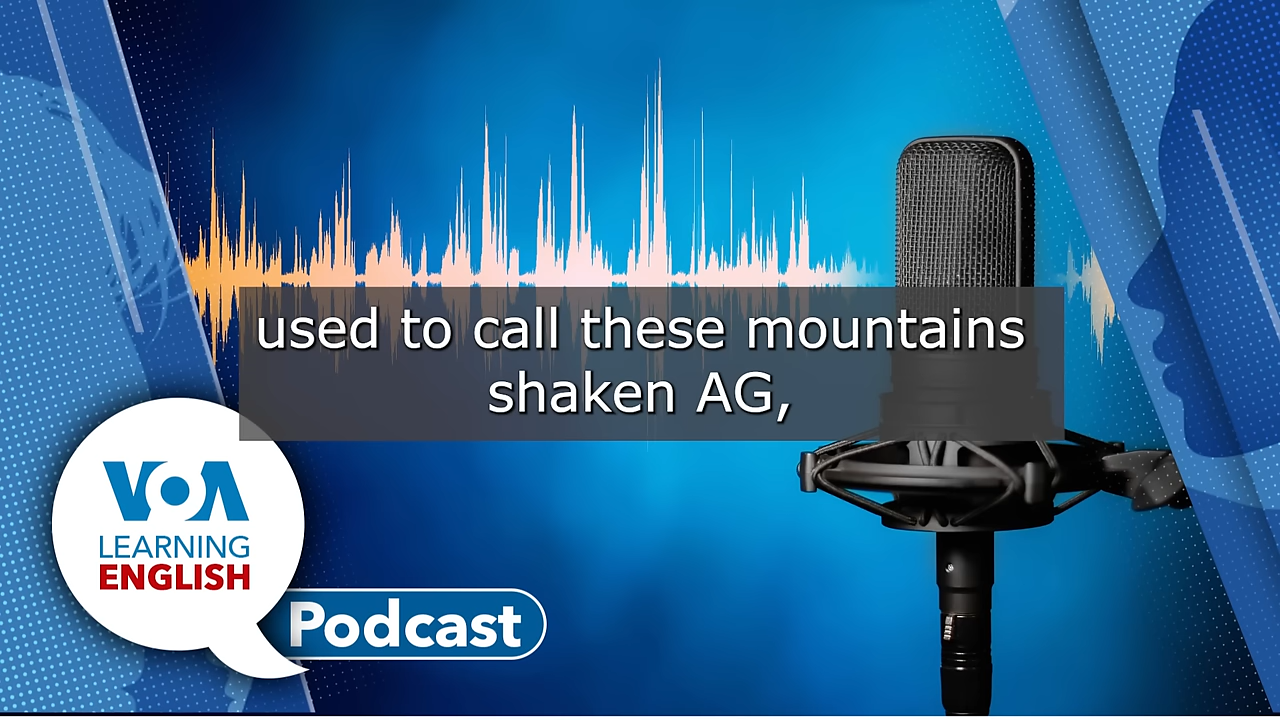 used to call these mountains
shaken AG,
VOA
LEARNING
ENGLISH
Podcast